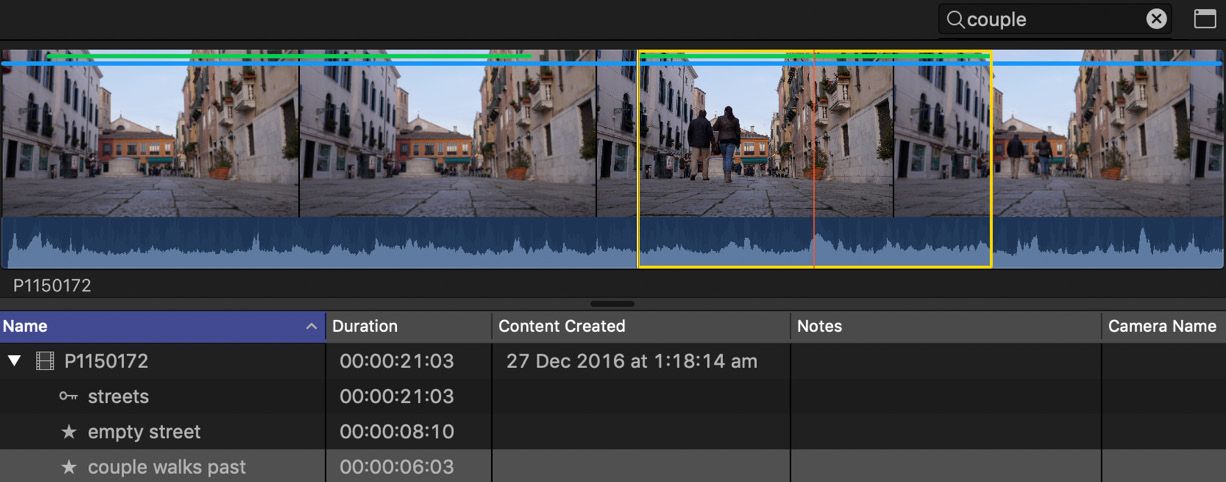 couple
P1150172
Name Duration Content Created Notes Camera Name
P1150172 00:00:21:03 27 Dec 2016 at 1:18:14 am
streets 00:00:21:03
empty street 00:00:08:10
couple walks past 00:00:06:03